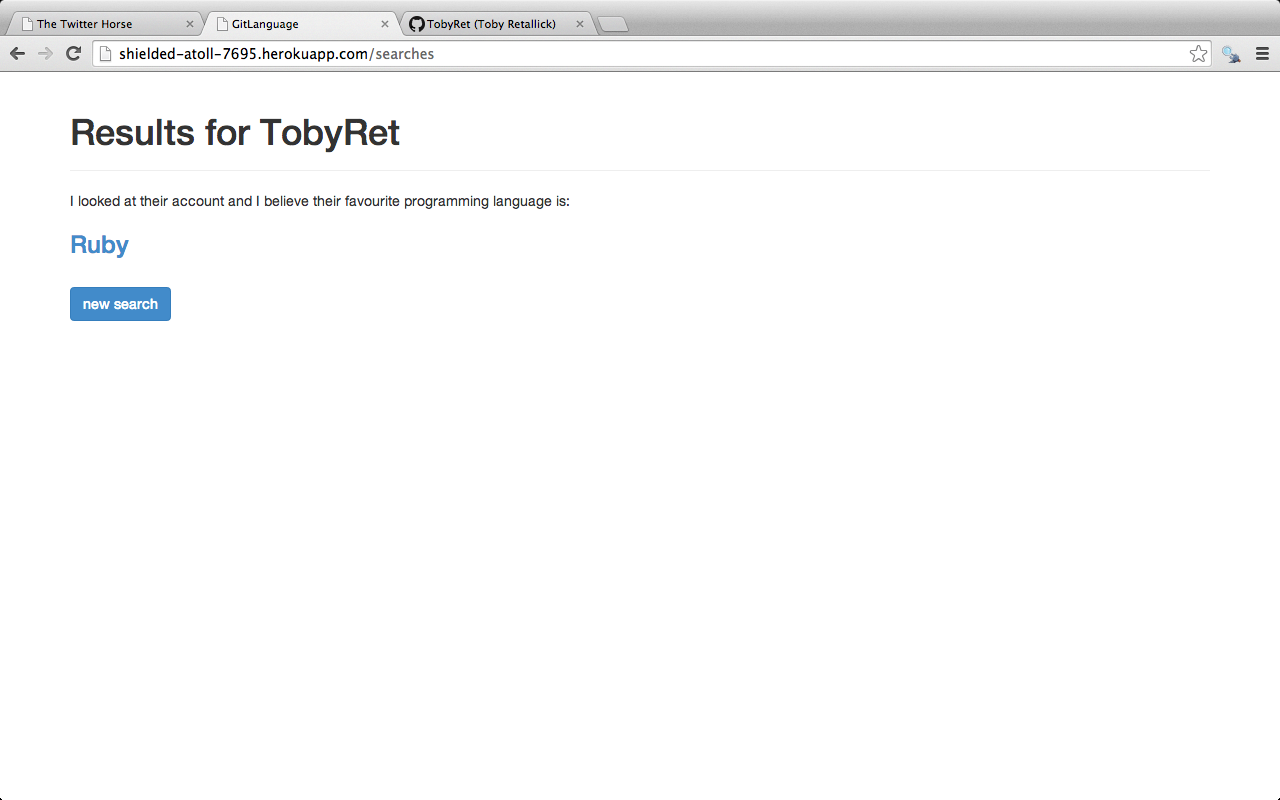 The Twitter Horse
GitLanguage
TobyRet (Toby Retallick)
shielded-atoll-7695.herokuapp.com/searches
Results for TobyRet
I looked at their account and I believe their favourite programming language is:
Ruby
new search